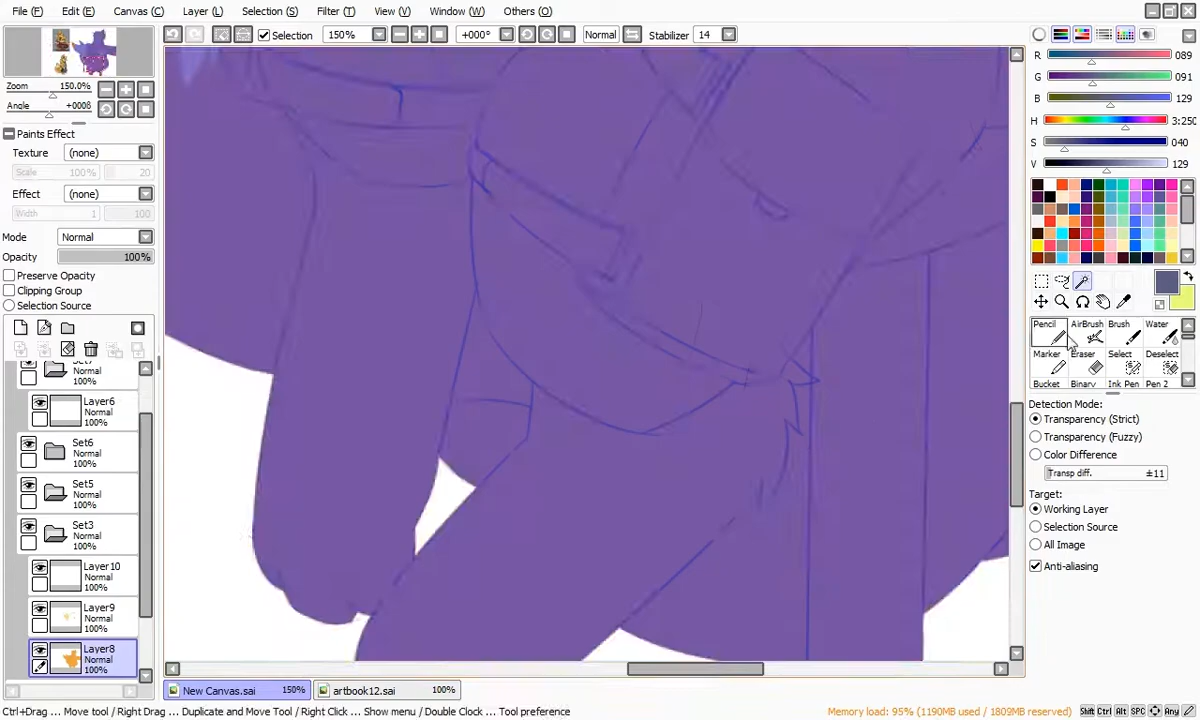 File (F) Edit (E) Canvas (C) Layer (L) Selection (S) Filter (T) View (V) Window (W) Others (O)
Selection 150% +000° Normal Stabilizer 14
Zoom 150.0%
Angle +000ß
Paints Effect
Texture (none)
Scale 100% 20
Effect (none)
Width 1 100
Mode Normal
Opacity 100%
Preserve Opacity
Clipping Group
Selection Source
Normal
100%
Layer6
Normal
100%
Set6
Normal
100%
Set5
Normal
100%
Set3
Normal
100%
Layer10
Normal
100%
Layer9
Normal
100%
Layer8
Normal
100%
R 089
G 091
B 129
H 3:250
S 040
V 129
Pencil AirBrush Brush Water
Marker Eraser Select Deselect
Bucket Binary Ink Pen Pen 2
Detection Mode:
Transparency (Strict)
Transparency (Fuzzy)
Color Difference
Transp diff. ±11
Target:
Working Layer
Selection Source
All Image
Anti-aliasing
New Canvas.sai 150% artbook12.sai 100%
Ctrl+Drag ... Move tool / Right Drag ... Duplicate and Move Tool / Right Click ... Show menu / Double Clock ... Tool preference
Memory load: 95% (1190MB used / 1809MB reserved)
Shift Ctrl Alt SPC Any